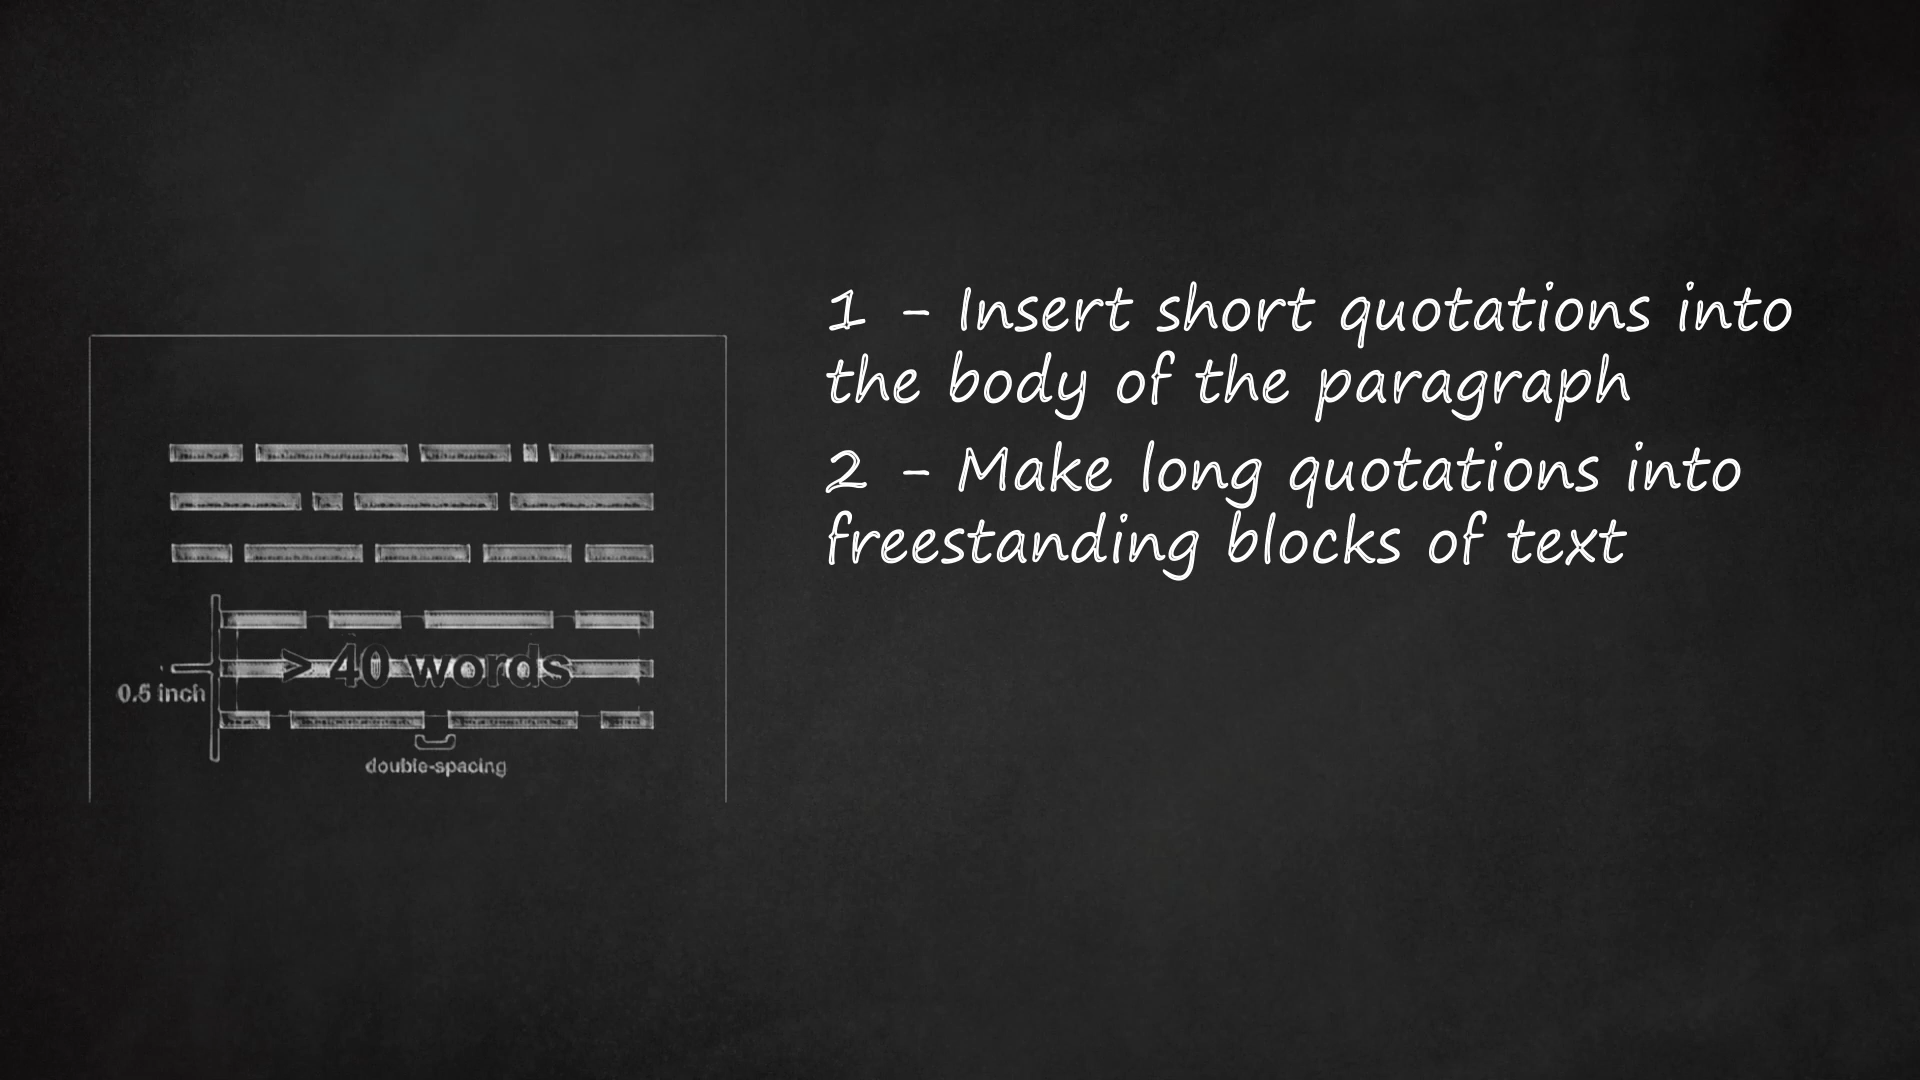 1 - Insert short quotations into
the body of the paragraph
2 - Make long quotations into
freestanding blocks of text
> 40 words
0.5 inch
double-spacing